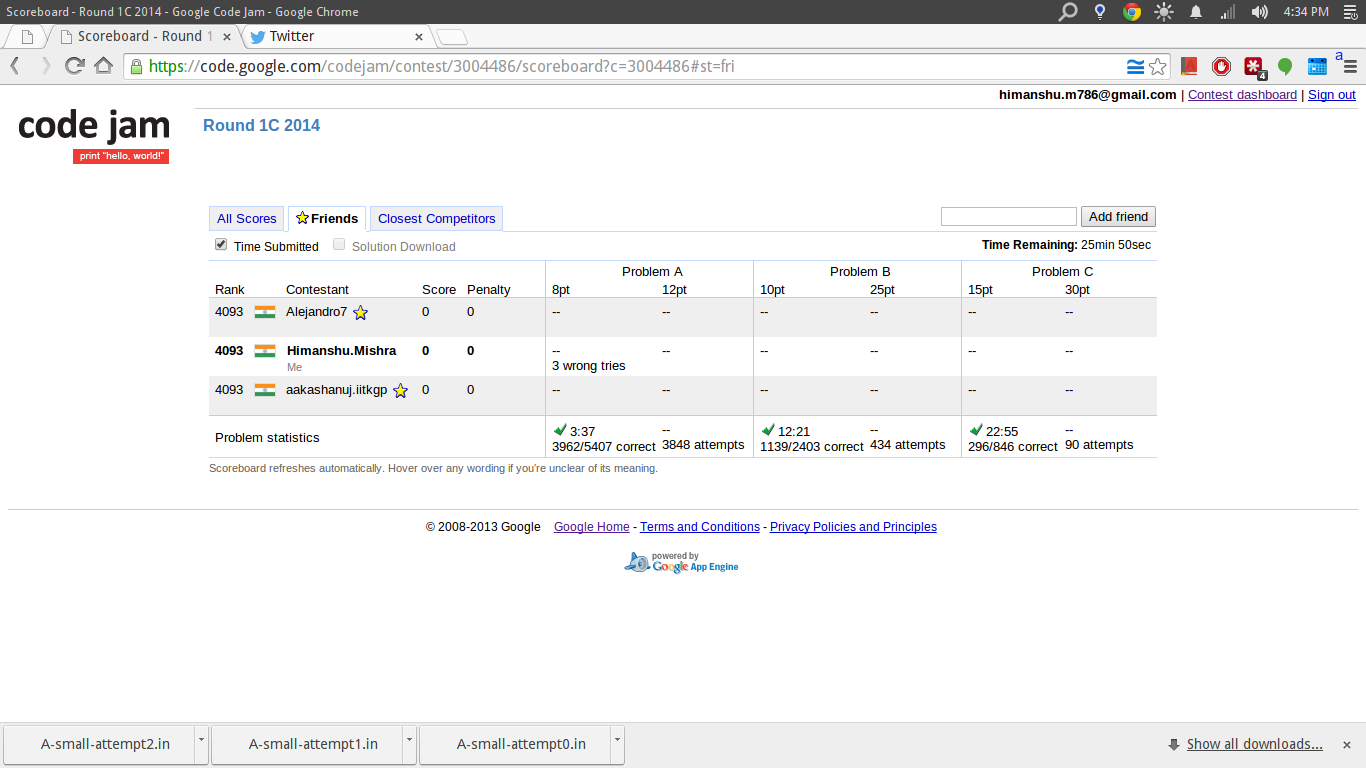 Scoreboard - Round 1C 2014 - Google Code Jam - Google Chrome 4:34 PM
Scoreboard - Round 1 × Twitter ×
https://code.google.com/codejam/contest/3004486/scoreboard?c=3004486#st=fri 4 a
himanshu.m786@gmail.com | Contest dashboard | Sign out
code jam
print "hello, world!"
Round 1C 2014
All Scores Friends Closest Competitors Add friend
Time Submitted Solution Download Time Remaining: 25min 50sec
Problem A Problem B Problem C
Rank Contestant Score Penalty 8pt 12pt 10pt 25pt 15pt 30pt
4093 Alejandro7 0 0 -- -- -- -- -- --
4093 Himanshu.Mishra 0 0 -- -- -- -- -- --
Me 3 wrong tries
4093 aakashanuj.iitkgp 0 0 -- -- -- -- -- --
Problem statistics 3:37 -- 12:21 -- 22:55 --
3962/5407 correct 3848 attempts 1139/2403 correct 434 attempts 296/846 correct 90 attempts
Scoreboard refreshes automatically. Hover over any wording if you're unclear of its meaning.
© 2008-2013 Google Google Home - Terms and Conditions - Privacy Policies and Principles
powered by
Google App Engine
A-small-attempt2.in A-small-attempt1.in A-small-attempt0.in Show all downloads... ×